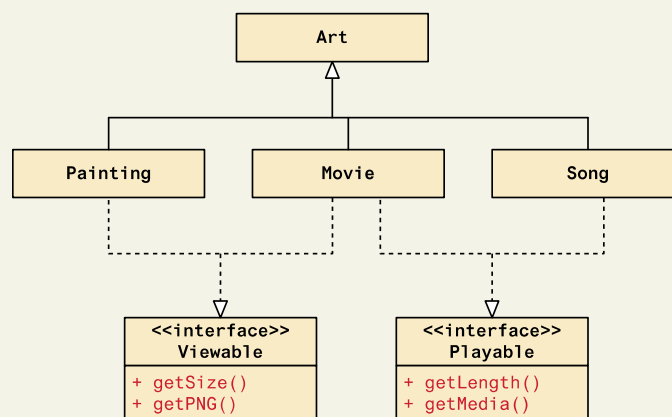 Art
Painting
Movie
Song
<<interface>>
Viewable
+ getSize()
+ getPNG()
<<interface>>
Playable
+ getLength()
+ getMedia()